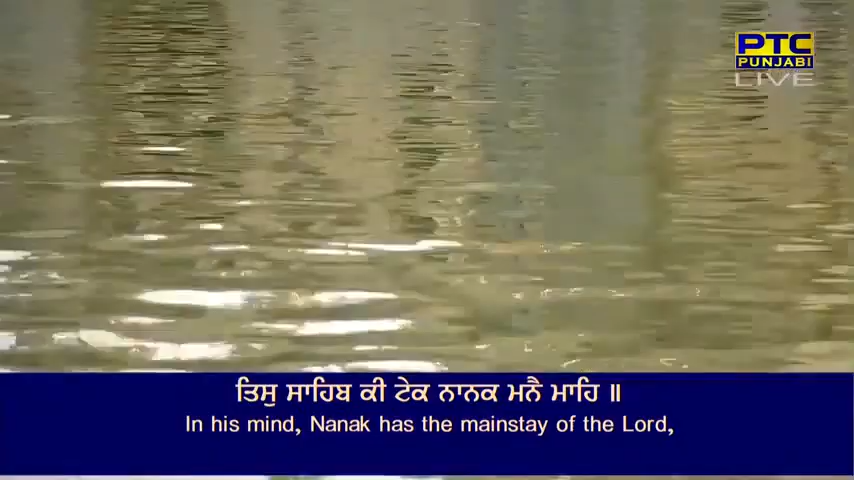 PTC
PUNJABI
LIVE
ਤਿਸੁ ਸਾਹਿਬ ਕੀ ਟੇਕ ਨਾਨਕ ਮਨੈ ਮਾਹਿ ॥
In his mind, Nanak has the mainstay of the Lord,